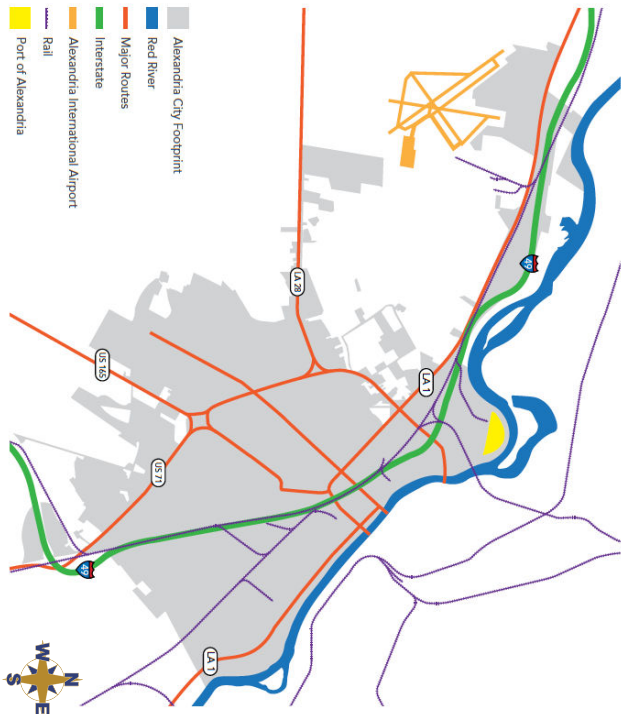 Alexandria City Footprint
Red River
Major Routes
Interstate
Alexandria International Airport
Rail
Port of Alexandria
49
LA 1
LA 28
US 165
US 71
49
LA 1
N
W
E
S